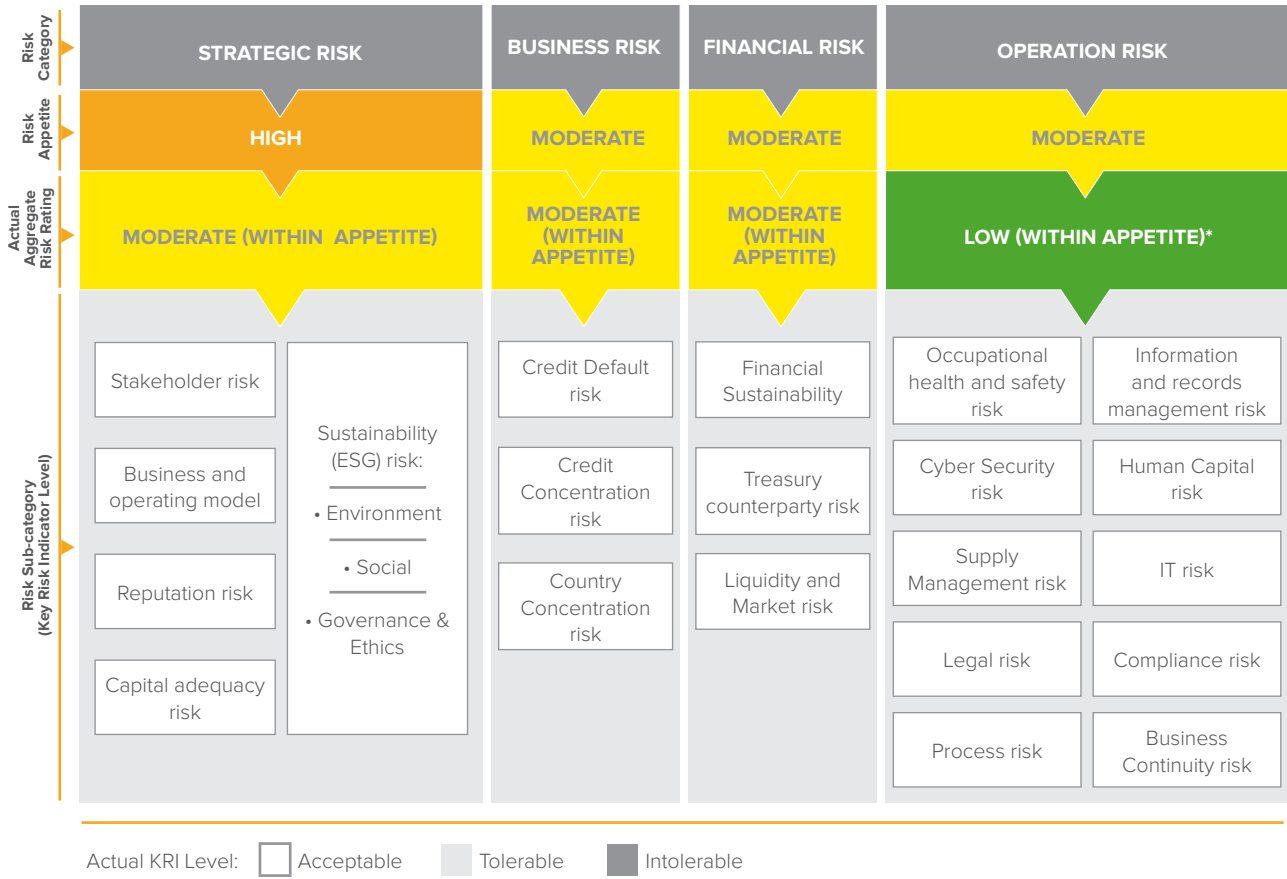 Risk
Category
STRATEGIC RISK
BUSINESS RISK
FINANCIAL RISK
OPERATION RISK
Risk
Appetite
HIGH
MODERATE
MODERATE
MODERATE
Actual
Aggregate
Risk Rating
MODERATE (WITHIN APPETITE)
MODERATE
(WITHIN
APPETITE)
MODERATE
(WITHIN
APPETITE)
LOW (WITHIN APPETITE)*
Risk Sub-category
(Key Risk Indicator Level)
Stakeholder risk
Business and
operating model
Reputation risk
Capital adequacy
risk
Sustainability
(ESG) risk:
• Environment
• Social
• Governance &
Ethics
Credit Default
risk
Credit
Concentration
risk
Country
Concentration
risk
Financial
Sustainability
Treasury
counterparty risk
Liquidity and
Market risk
Occupational
health and safety
risk
Cyber Security
risk
Supply
Management risk
Legal risk
Process risk
Information
and records
management risk
Human Capital
risk
IT risk
Compliance risk
Business
Continuity risk
Actual KRI Level: Acceptable Tolerable Intolerable